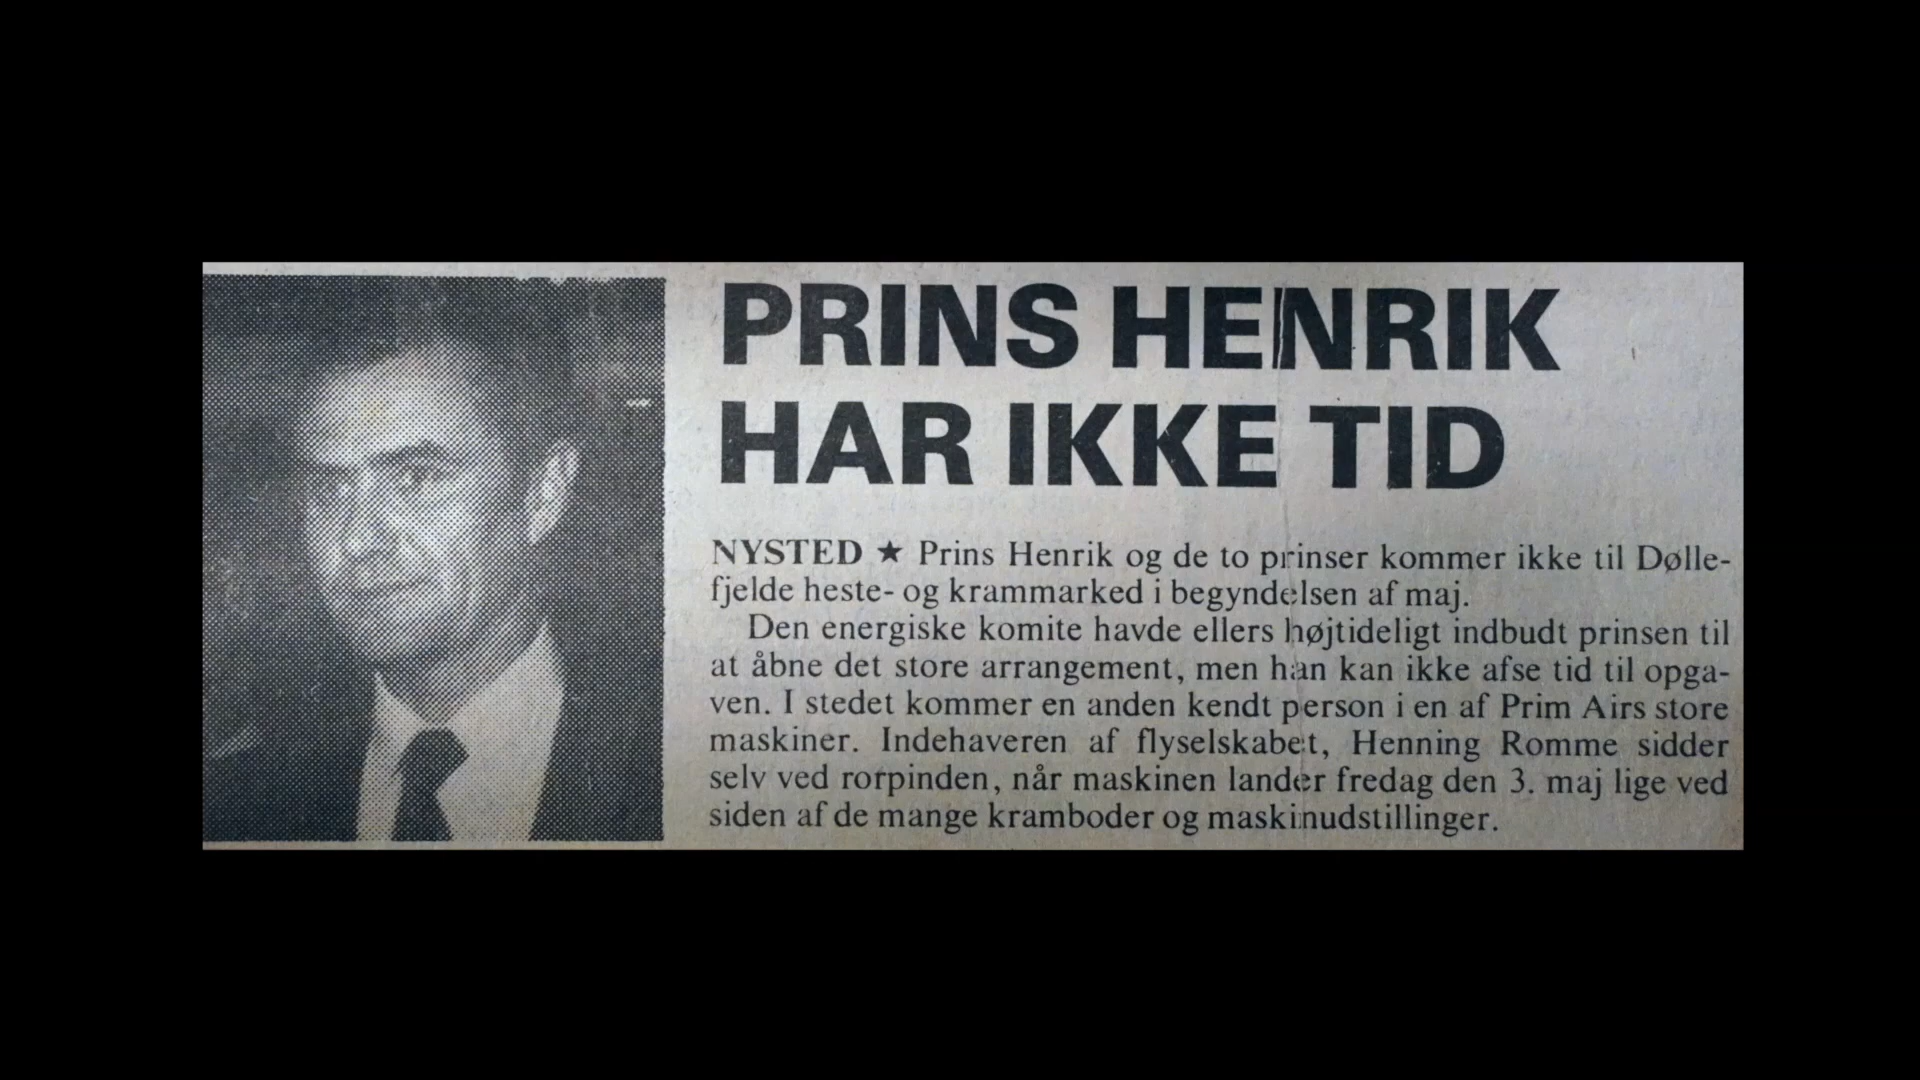 PRINS HENRIK
HAR IKKE TID
NYSTED ★ Prins Henrik og de to prinser kommer ikke til Dølle-
fjelde heste- og krammarked i begyndelsen af maj.
Den energiske komite havde ellers højtideligt indbudt prinsen til
at åbne det store arrangement, men han kan ikke afse tid til opga-
ven. I stedet kommer en anden kendt person i en af Prim Airs store
maskiner. Indehaveren af flyselskabet, Henning Romme sidder
selv ved rorpinden, når maskinen lander fredag den 3. maj lige ved
siden af de mange kramboder og maskinudstillinger.